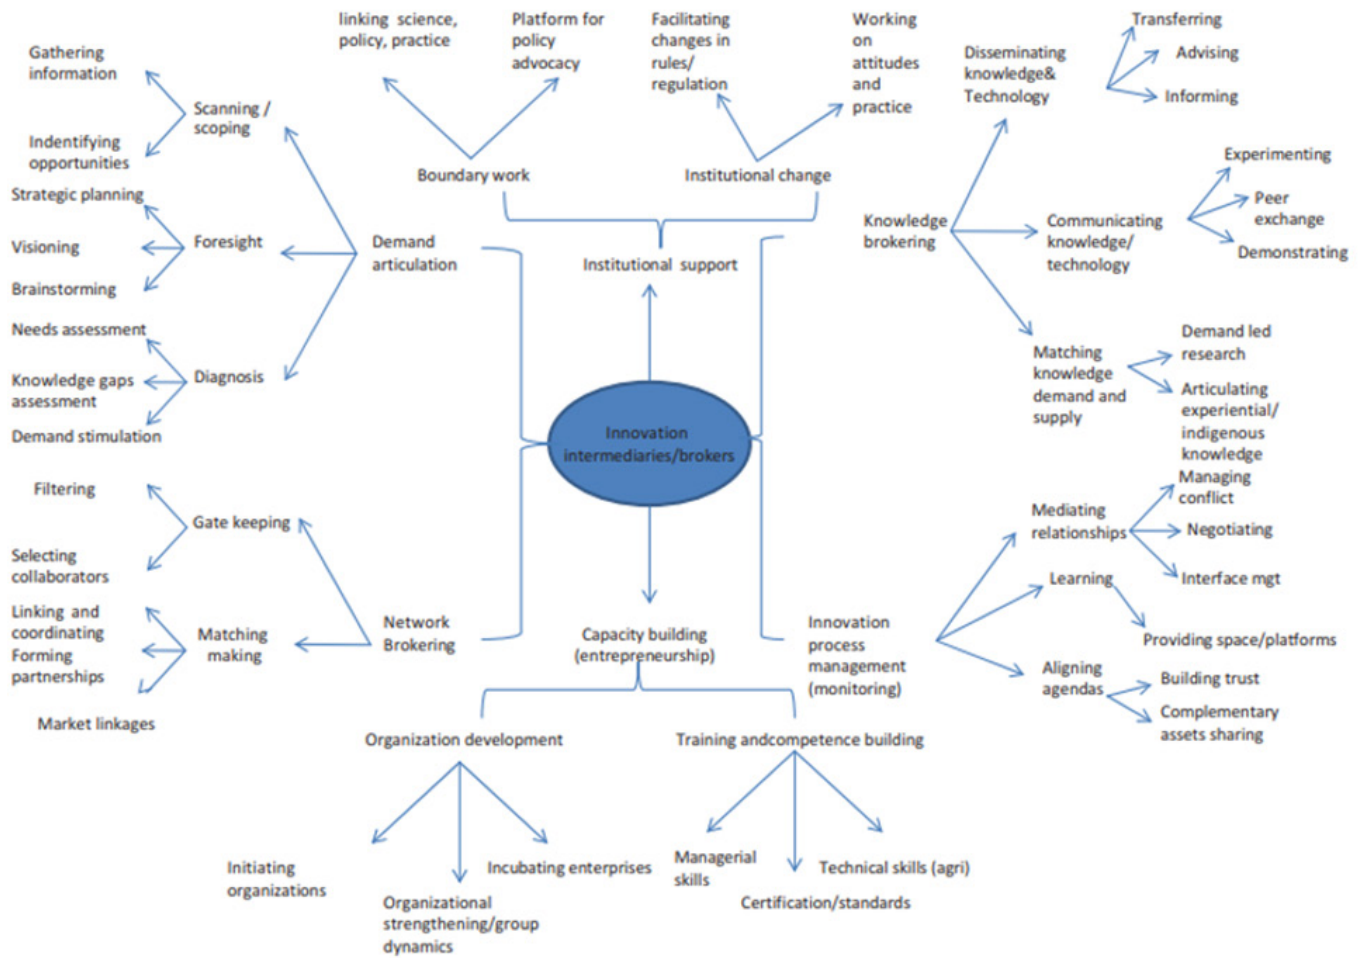 linking science,
policy, practice
Platform for
policy
advocacy
Facilitating
changes in
rules/
regulation
Working
on
attitudes
and
practice
Boundary work
Institutional change
Institutional support
Gathering
information
Indentifying
opportunities
Scanning /
scoping
Strategic planning
Visioning
Brainstorming
Foresight
Needs assessment
Knowledge gaps
assessment
Demand stimulation
Diagnosis
Demand
articulation
Disseminating
knowledge&
Technology
Transferring
Advising
Informing
Knowledge
brokering
Communicating
knowledge/
technology
Experimenting
Peer
exchange
Demonstrating
Matching
knowledge
demand and
supply
Demand led
research
Articulating
experiential/
indigenous
knowledge
Innovation
intermediaries/brokers
Filtering
Selecting
collaborators
Gate keeping
Linking and
coordinating
Forming
partnerships
Market linkages
Matching
making
Network
Brokering
Innovation
process
management
(monitoring)
Mediating
relationships
Managing
conflict
Negotiating
Interface mgt
Learning
Providing space/platforms
Aligning
agendas
Building trust
Complementary
assets sharing
Capacity building
(entrepreneurship)
Organization development
Initiating
organizations
Organizational
strengthening/group
dynamics
Incubating enterprises
Training andcompetence building
Managerial
skills
Certification/standards
Technical skills (agri)